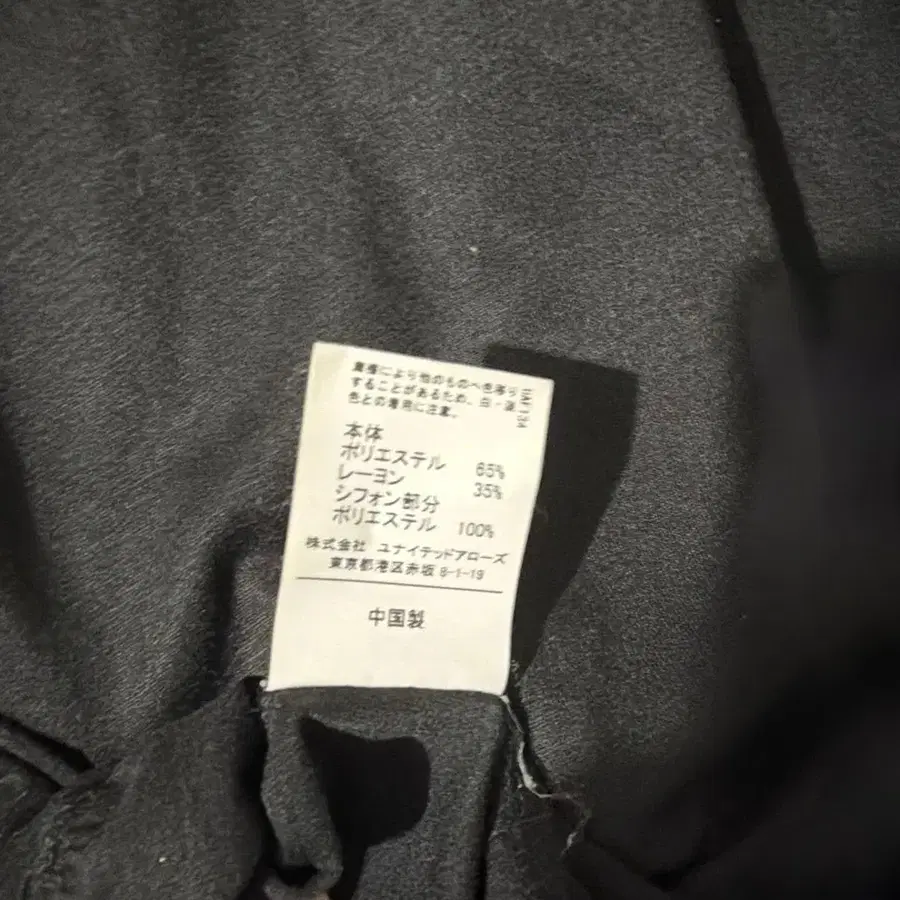 摩擦により他のものへ色移り
することがあるため、白・淡
色との着用に注意。
本体
ポリエステル 65%
レーヨン 35%
シフォン部分
ポリエステル 100%
株式会社 ユナイテッドアローズ
東京都港区赤坂 8-1-19
中国製